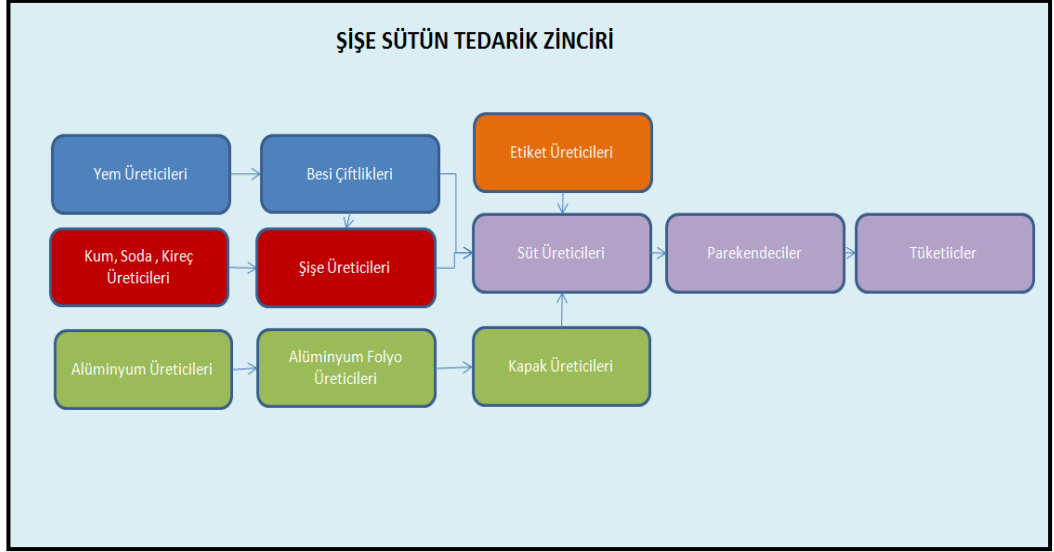 ŞİŞE SÜTÜN TEDARİK ZİNCİRİ
Etiket Üreticileri
Yem Üreticileri
Besi Çiftlikleri
Kum, Soda , Kireç
Üreticileri
Şişe Üreticileri
Süt Üreticileri
Parekendeciler
Tüketiicler
Alüminyum Üreticileri
Alüminyum Folyo
Üreticileri
Kapak Üreticileri